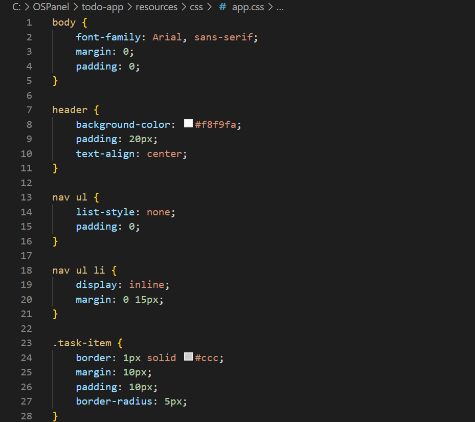 C: > OSPanel > todo-app > resources > css > # app.css > ...
1 body {
2     font-family: Arial, sans-serif;
3     margin: 0;
4     padding: 0;
5 }
6
7 header {
8     background-color: #f8f9fa;
9     padding: 20px;
10     text-align: center;
11 }
12
13 nav ul {
14     list-style: none;
15     padding: 0;
16 }
17
18 nav ul li {
19     display: inline;
20     margin: 0 15px;
21 }
22
23 .task-item {
24     border: 1px solid #ccc;
25     margin: 10px;
26     padding: 10px;
27     border-radius: 5px;
28 }